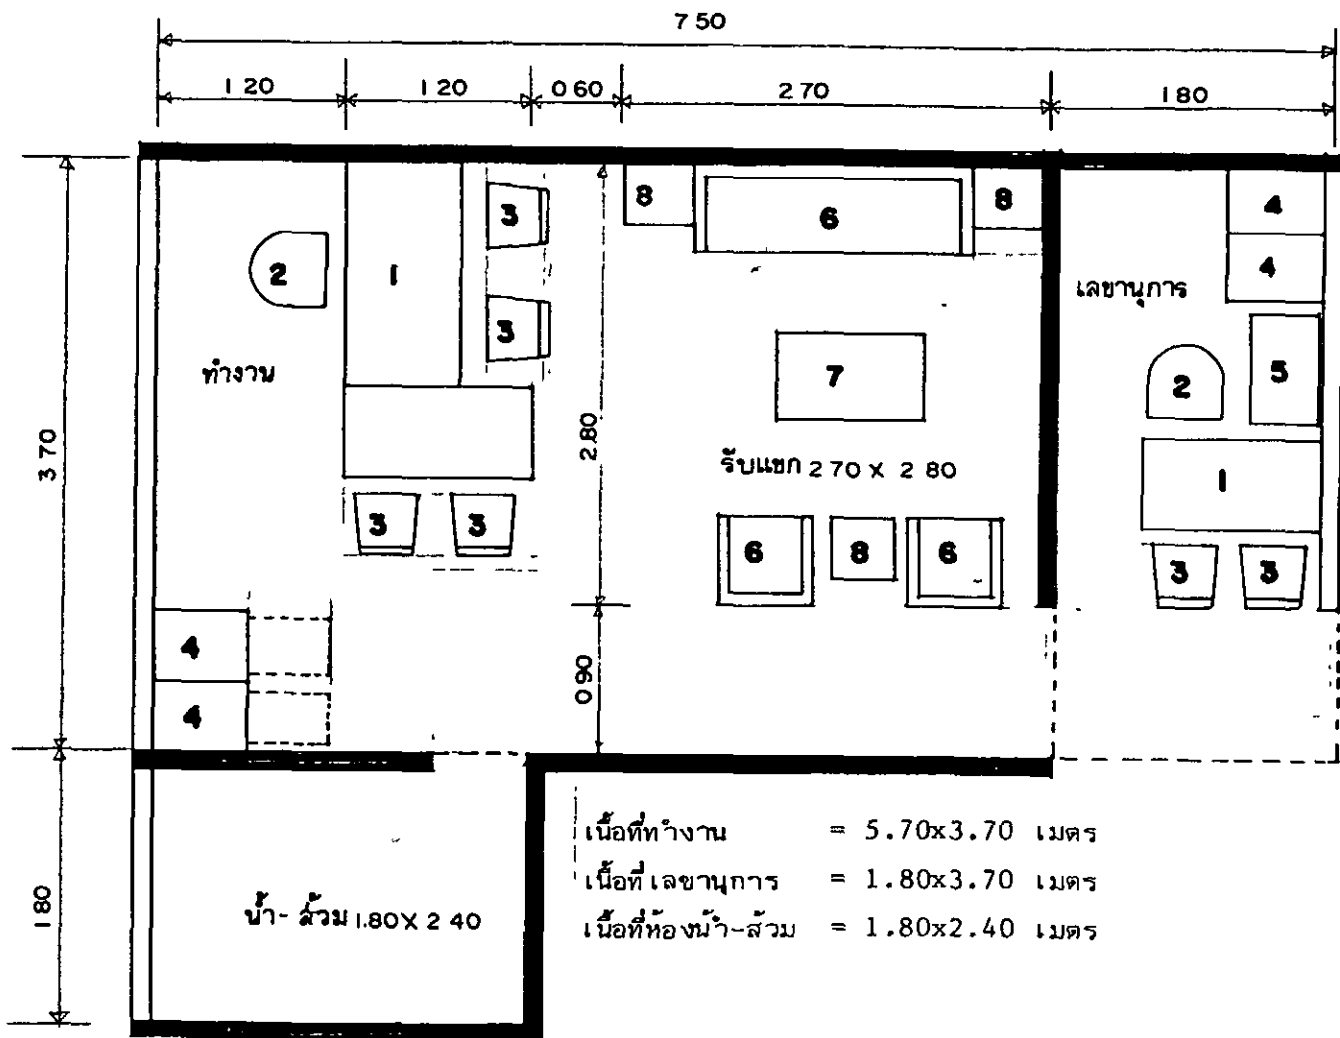 7 50
1 20 1 20 0 60 2 70 1 80
8 6 8
3
4
2 1
4
เลขานุการ
3
ทำงาน
7
2 5
3 70
2.80
รับแขก 2 70 X 2 80
1
3 3
6 8 6
3 3
4
0 90
4
เนื้อที่ทำงาน = 5.70x3.70 เมตร
เนื้อที่เลขานุการ = 1.80x3.70 เมตร
1 80
น้ำ-ส้วม 1.80 X 2 40
เนื้อที่ห้องน้ำ-ส้วม = 1.80x2.40 เมตร